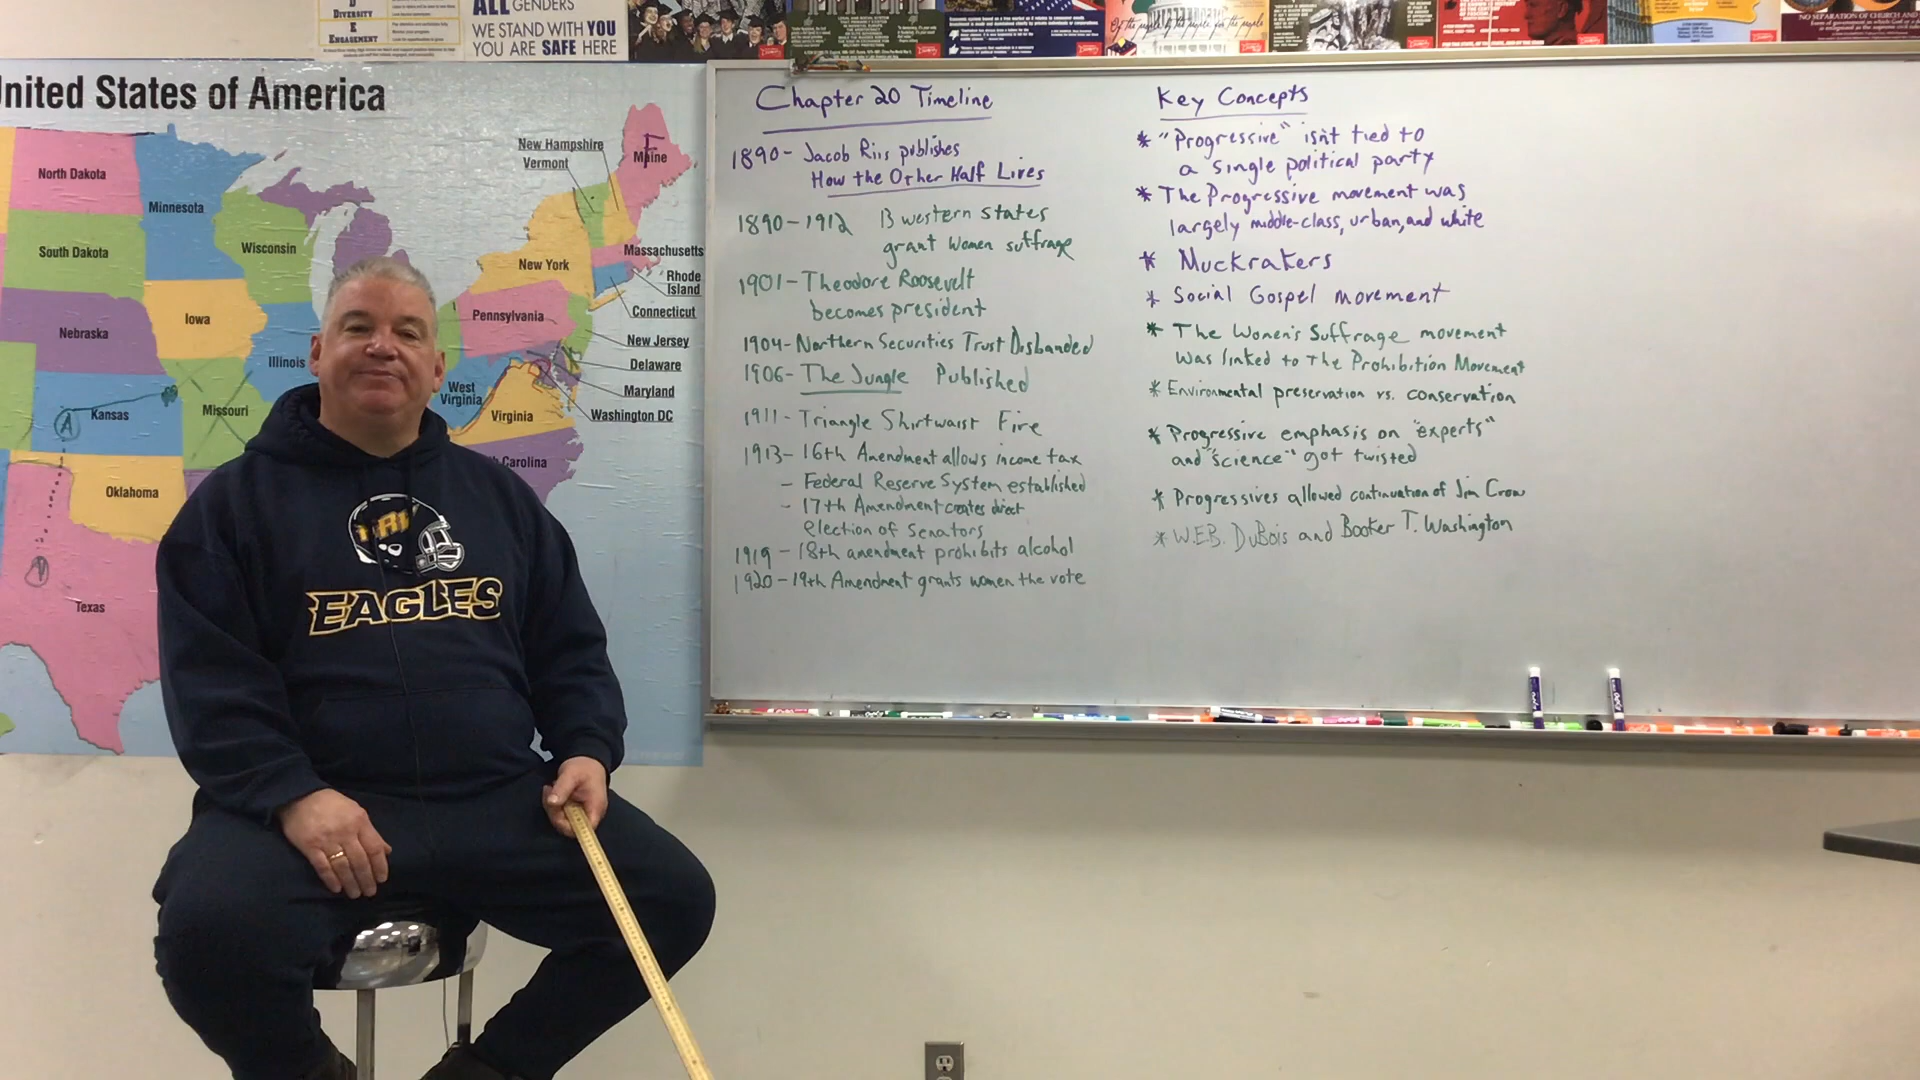 DIVERSITY
E
ENGAGEMENT
ALL GENDERS
WE STAND WITH YOU
YOU ARE SAFE HERE
NO SEPARATION OF CHURCH AND
United States of America
North Dakota
Minnesota
South Dakota
Wisconsin
Nebraska
Iowa
Illinois
Kansas
Missouri
Oklahoma
Texas
A
New Hampshire
Vermont
Maine
F
New York
Massachusetts
Rhode
Island
Connecticut
Pennsylvania
New Jersey
Delaware
Maryland
Washington DC
West
Virginia
Virginia
Carolina
EAGLES
Chapter 20 Timeline
1890- Jacob Riis publishes
How the Other Half Lives
1890-1912 13 western states
grant women suffrage
1901- Theodore Roosevelt
becomes president
1904- Northern Securities Trust Disbanded
1906- The Jungle Published
1911- Triangle Shirtwaist Fire
1913- 16th Amendment allows income tax
- Federal Reserve System established
- 17th Amendment creates direct
election of Senators
1919 - 18th amendment prohibits alcohol
1920 - 19th Amendment grants women the vote
Key Concepts
* "Progressive" isn't tied to
a single political party
* The Progressive movement was
largely middle-class, urban, and white
* Muckrakers
* Social Gospel movement
* The Women's Suffrage movement
was linked to the Prohibition Movement
* Environmental preservation vs. conservation
* Progressive emphasis on "experts"
and "science" got twisted
* Progressives allowed continuation of Jim Crow
* W.E.B. DuBois and Booker T. Washington